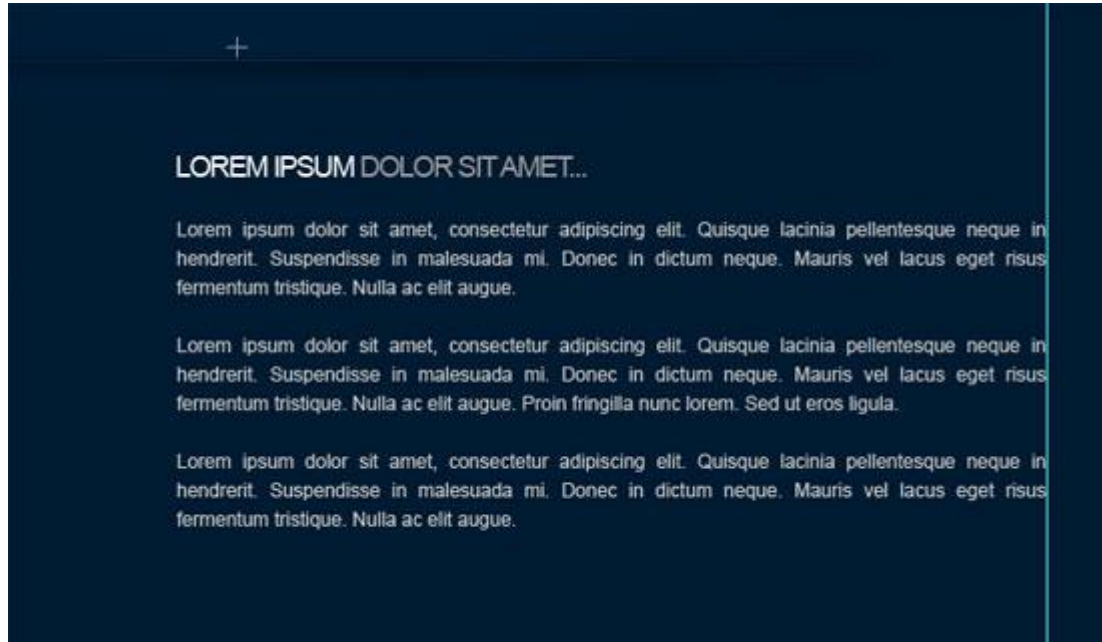 LOREM IPSUM DOLOR SIT AMET...
Lorem ipsum dolor sit amet, consectetur adipiscing elit. Quisque lacinia pellentesque neque in
hendrerit. Suspendisse in malesuada mi. Donec in dictum neque. Mauris vel lacus eget risus
fermentum tristique. Nulla ac elit augue.
Lorem ipsum dolor sit amet, consectetur adipiscing elit. Quisque lacinia pellentesque neque in
hendrerit. Suspendisse in malesuada mi. Donec in dictum neque. Mauris vel lacus eget risus
fermentum tristique. Nulla ac elit augue. Proin fringilla nunc lorem. Sed ut eros ligula.
Lorem ipsum dolor sit amet, consectetur adipiscing elit. Quisque lacinia pellentesque neque in
hendrerit. Suspendisse in malesuada mi. Donec in dictum neque. Mauris vel lacus eget risus
fermentum tristique. Nulla ac elit augue.